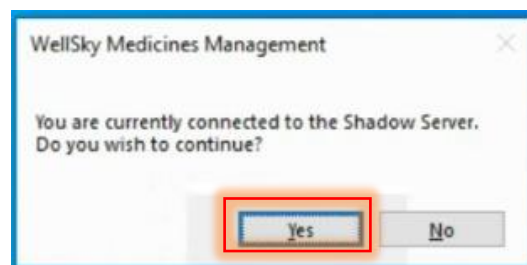 WellSky Medicines Management
You are currently connected to the Shadow Server.
Do you wish to continue?
Yes No